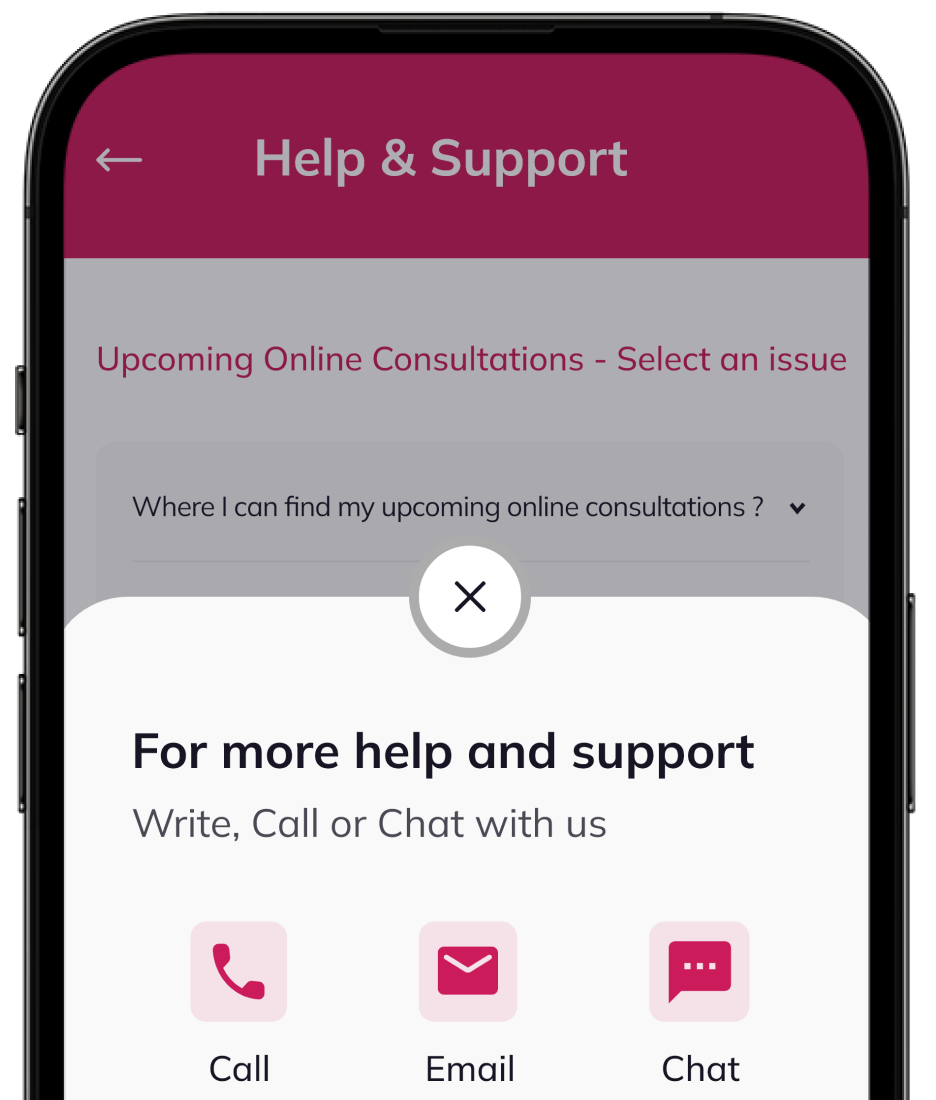 Help & Support
Upcoming Online Consultations - Select an issue
Where I can find my upcoming online consultations ?
For more help and support
Write, Call or Chat with us
Call
Email
Chat